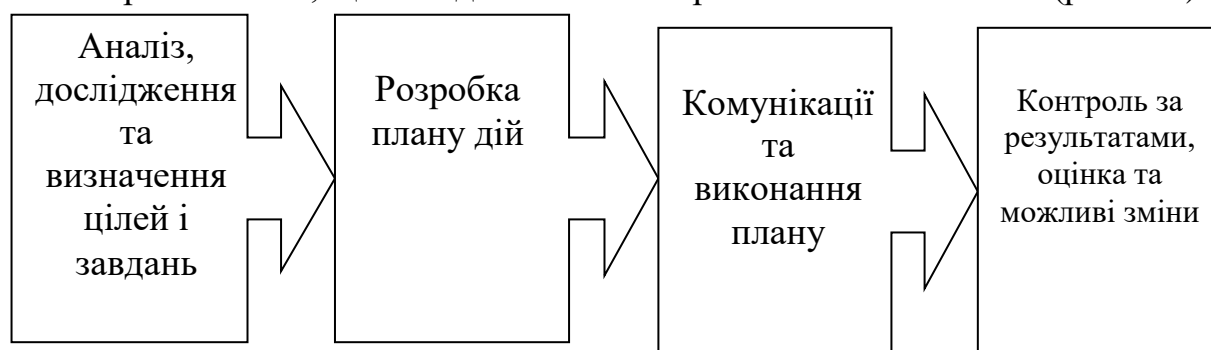 Аналіз,
дослідження
та
визначення
цілей і
завдань
Розробка
плану дій
Комунікації
та
виконання
плану
Контроль за
результатами,
оцінка та
можливі зміни